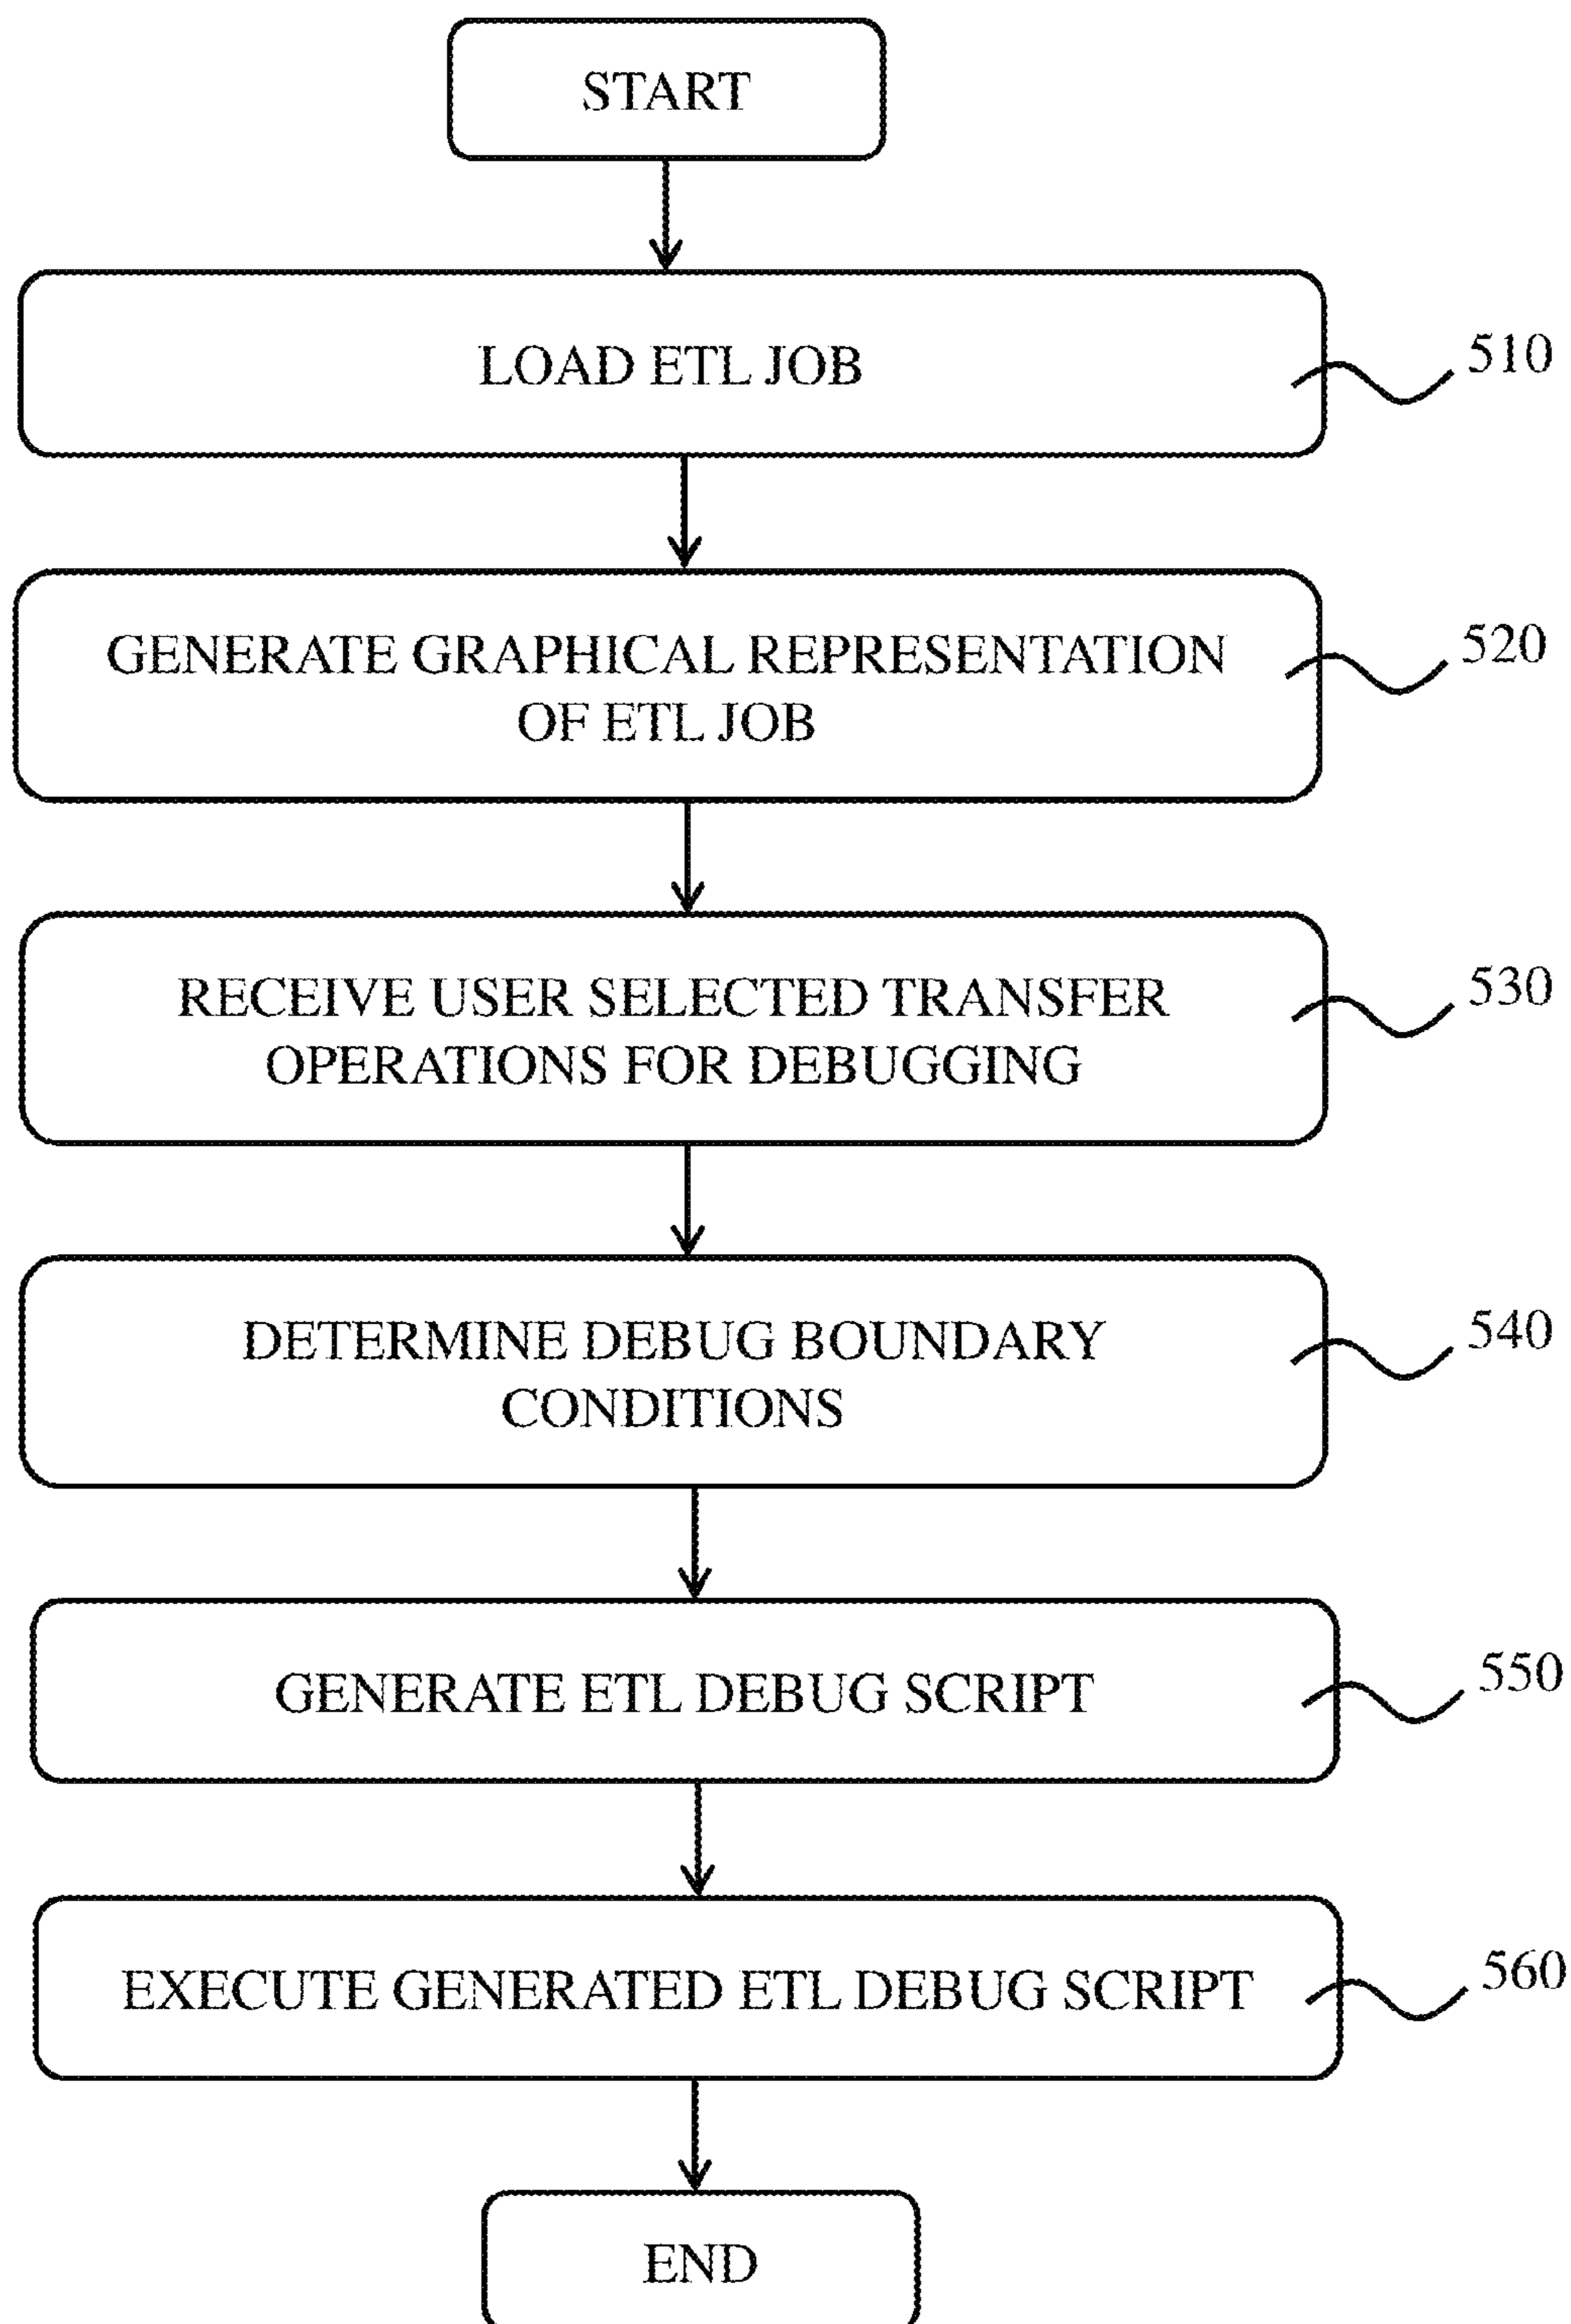 START
LOAD ETL JOB
510
GENERATE GRAPHICAL REPRESENTATION
OF ETL JOB
520
RECEIVE USER SELECTED TRANSFER
OPERATIONS FOR DEBUGGING
530
DETERMINE DEBUG BOUNDARY
CONDITIONS
540
GENERATE ETL DEBUG SCRIPT
550
EXECUTE GENERATED ETL DEBUG SCRIPT
560
END